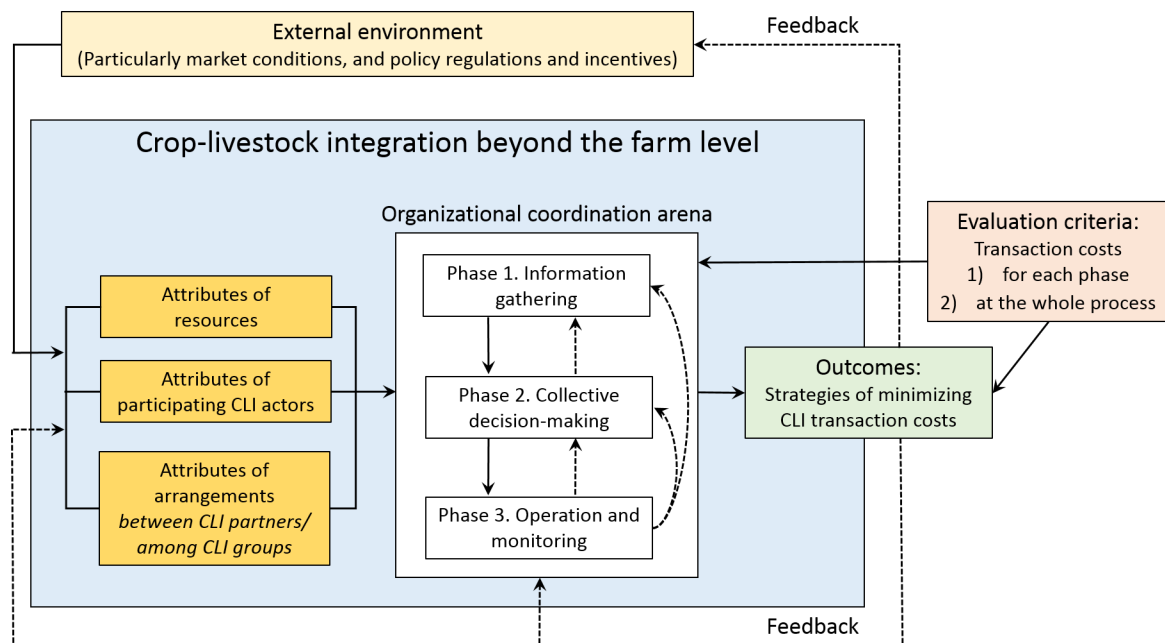 Feedback
External environment
(Particularly market conditions, and policy regulations and incentives)
Crop-livestock integration beyond the farm level
Organizational coordination arena
Evaluation criteria:
Transaction costs
1) for each phase
2) at the whole process
Attributes of
resources
Attributes of
participating CLI actors
Attributes of
arrangements
between CLI partners/
among CLI groups
Phase 1. Information
gathering
Phase 2. Collective
decision-making
Phase 3. Operation and
monitoring
Outcomes:
Strategies of minimizing
CLI transaction costs
Feedback